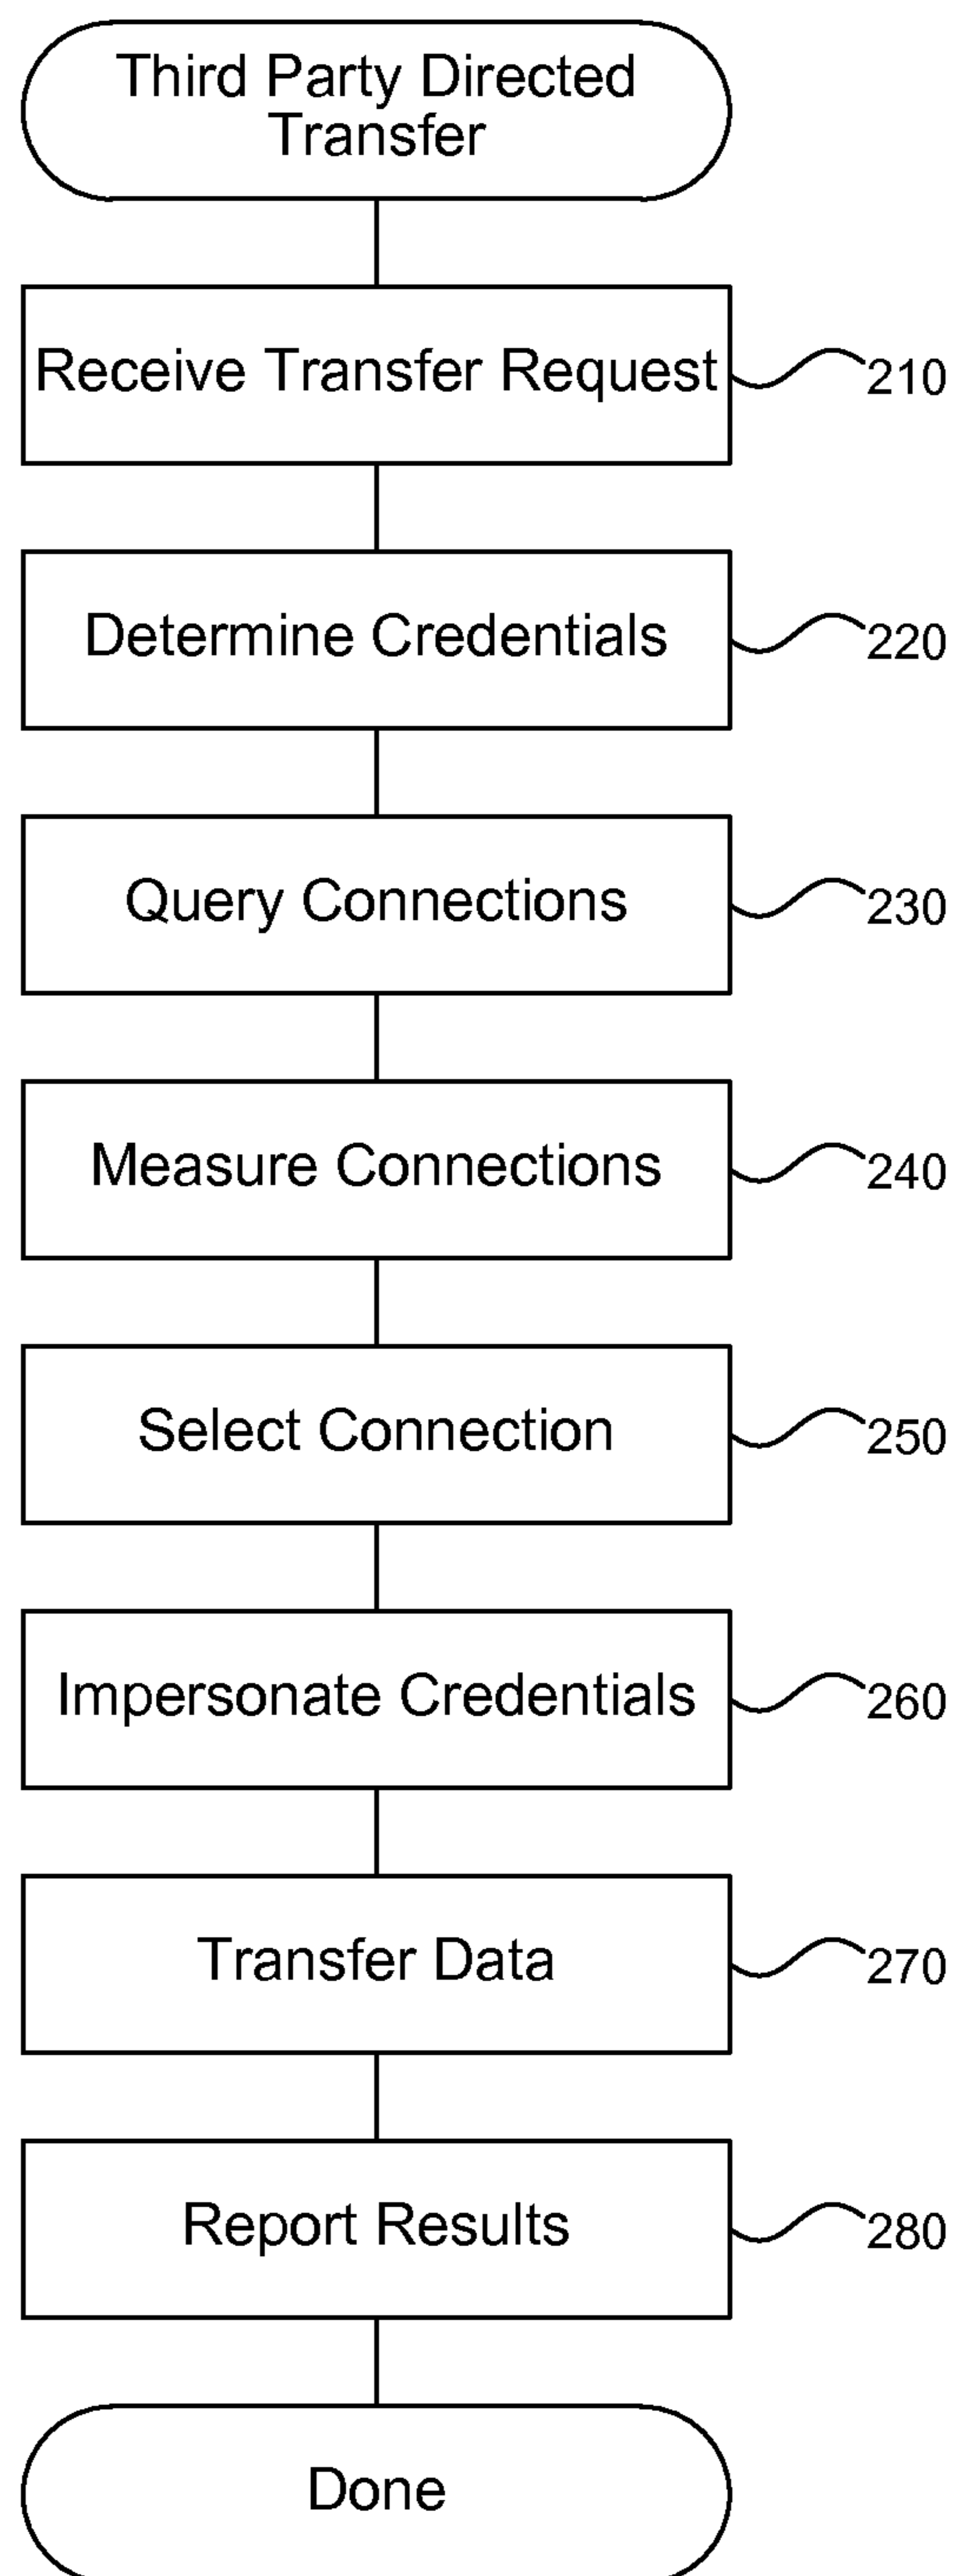 Third Party Directed
Transfer
Receive Transfer Request
210
Determine Credentials
220
Query Connections
230
Measure Connections
240
Select Connection
250
Impersonate Credentials
260
Transfer Data
270
Report Results
280
Done